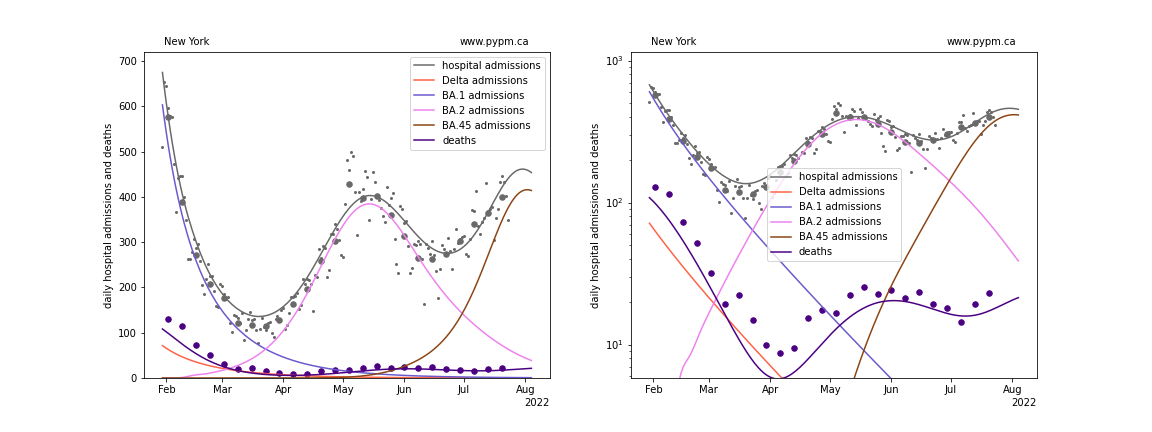 New York www.pypm.ca
daily hospital admissions and deaths
700
600
500
400
300
200
100
0
hospital admissions
Delta admissions
BA.1 admissions
BA.2 admissions
BA.45 admissions
deaths
Feb Mar Apr May Jun Jul Aug
2022
New York www.pypm.ca
daily hospital admissions and deaths
10³
10²
10¹
hospital admissions
Delta admissions
BA.1 admissions
BA.2 admissions
BA.45 admissions
deaths
Feb Mar Apr May Jun Jul Aug
2022